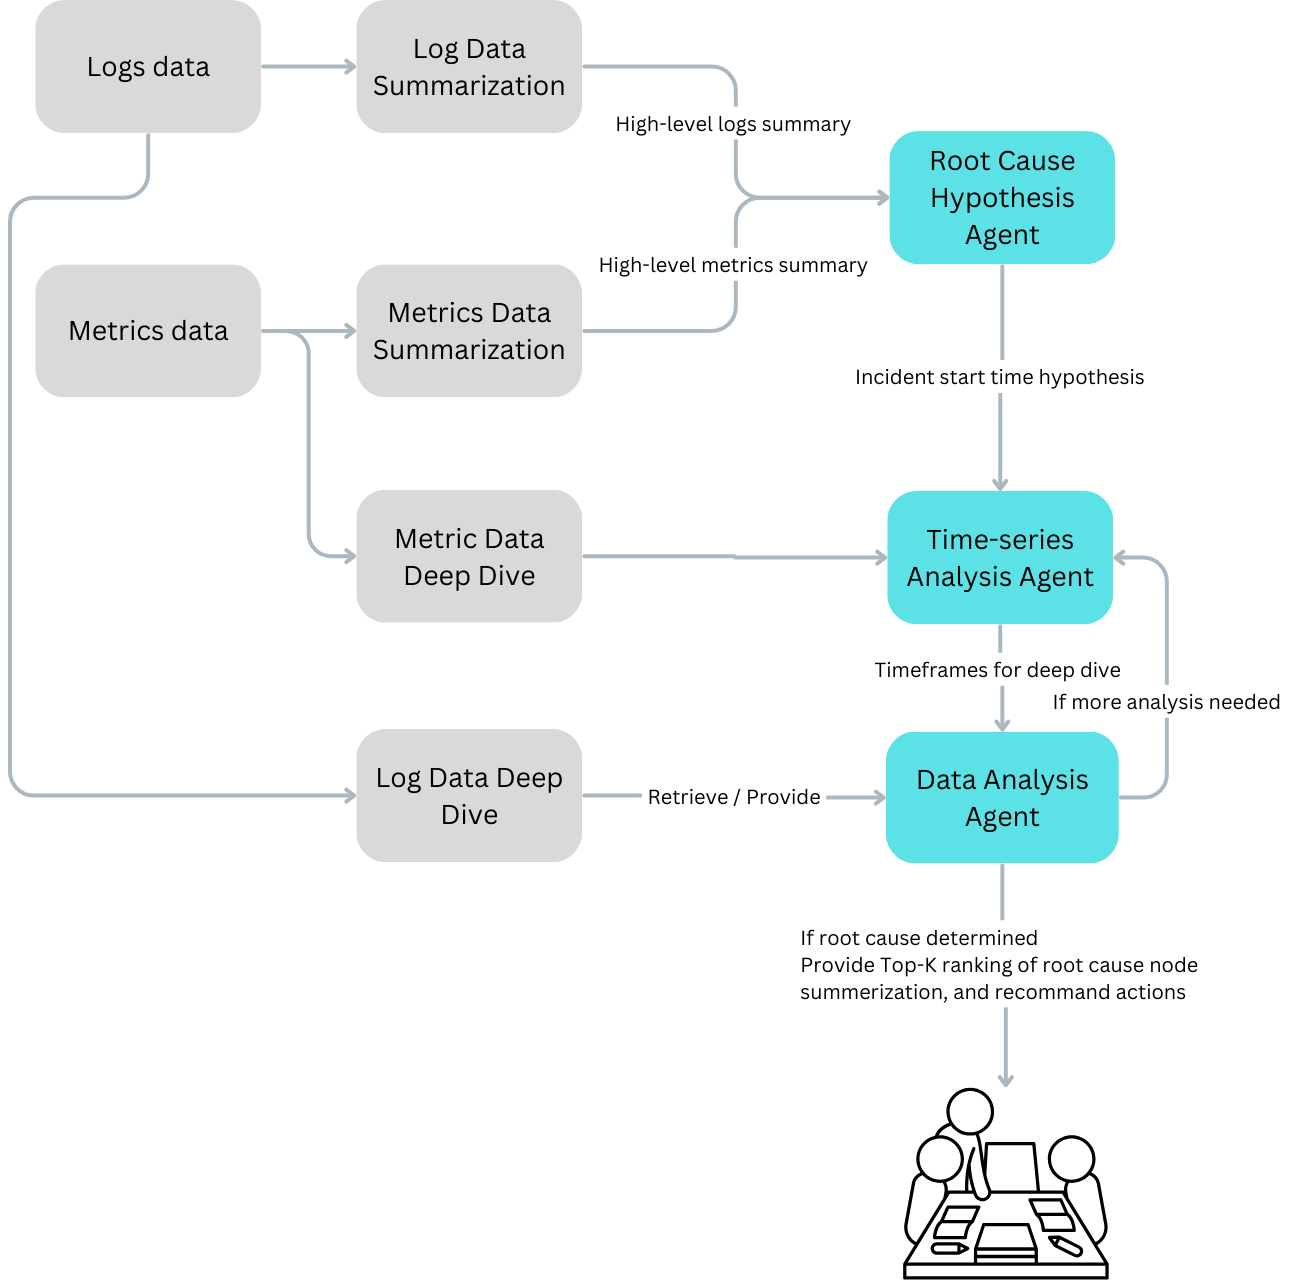 Logs data
Log Data
Summarization
High-level logs summary
Root Cause
Hypothesis
Agent
High-level metrics summary
Metrics data
Metrics Data
Summarization
Incident start time hypothesis
Metric Data
Deep Dive
Time-series
Analysis Agent
Timeframes for deep dive
If more analysis needed
Log Data Deep
Dive
Retrieve / Provide
Data Analysis
Agent
If root cause determined
Provide Top-K ranking of root cause node
summerization, and recommand actions